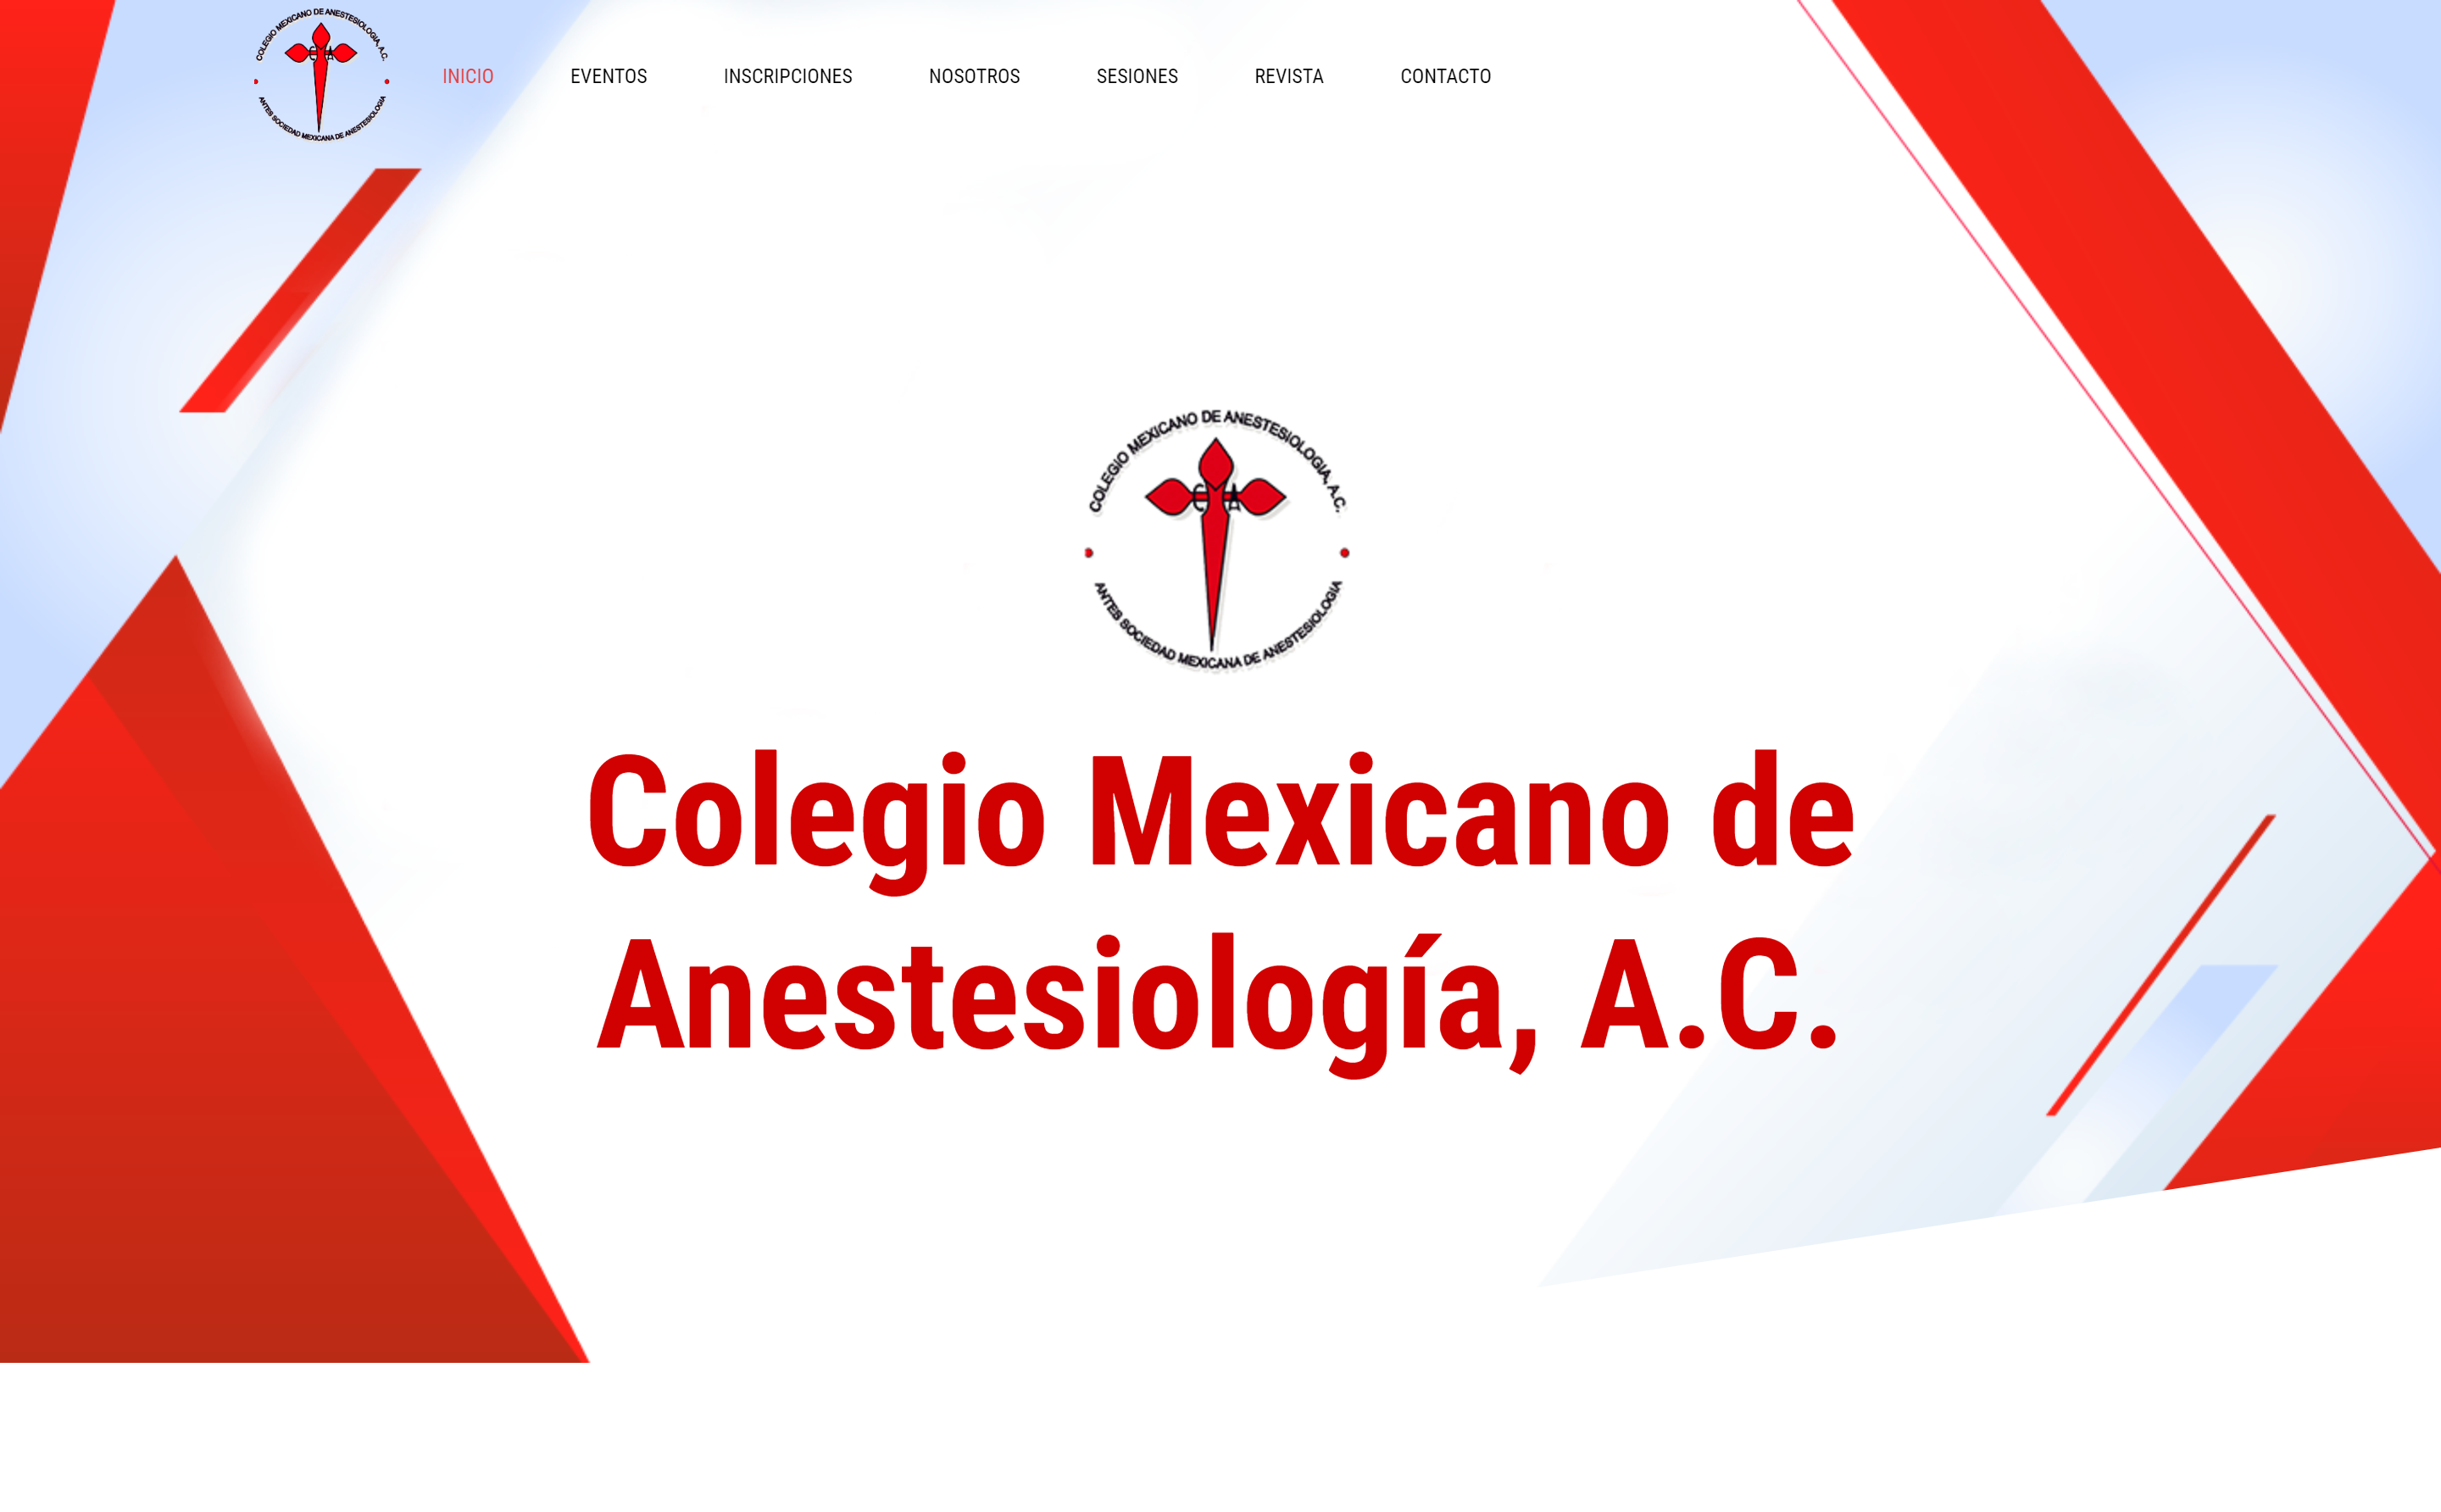 COLEGIO MEXICANO DE ANESTESIOLOGIA, A.C.
C A
ANTES SOCIEDAD MEXICANA DE ANESTESIOLOGIA
INICIO
EVENTOS
INSCRIPCIONES
NOSOTROS
SESIONES
REVISTA
CONTACTO
COLEGIO MEXICANO DE ANESTESIOLOGIA, A.C.
C A
ANTES SOCIEDAD MEXICANA DE ANESTESIOLOGIA
Colegio Mexicano de
Anestesiología, A.C.